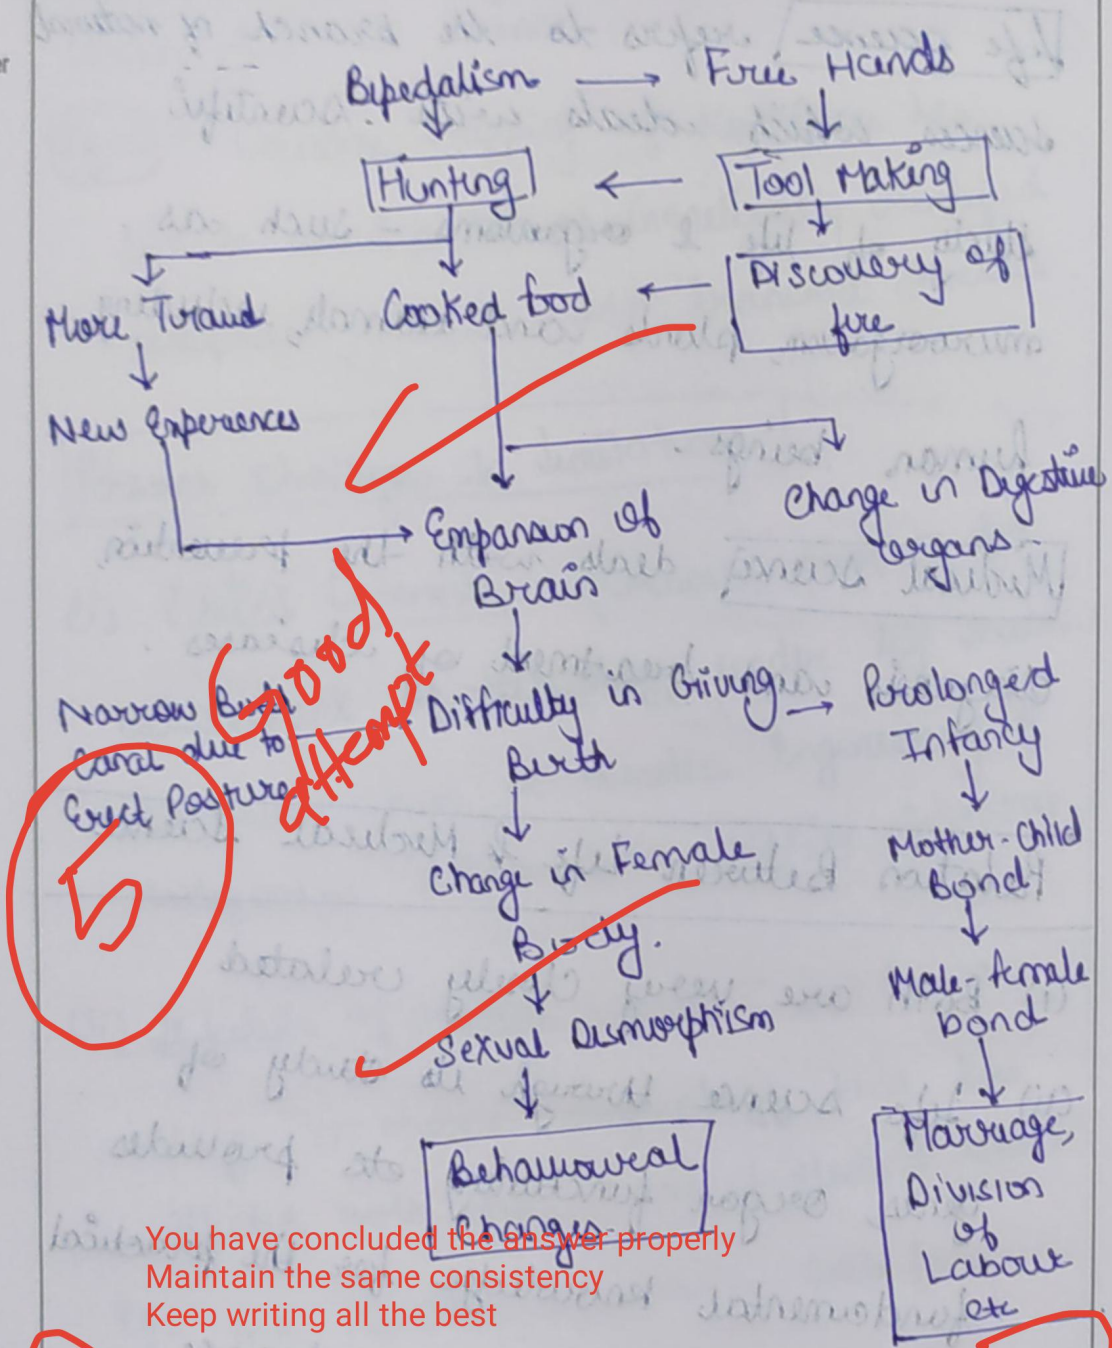 Bipedalism → Free Hands
Hunting ← Tool Making
Discovery of
fire
More Travel
Cooked food ←
New Experiences
Change in Digestive
organs.
Expansion of
Brain
Good
attempt
Narrow Birth
Canal due to
Erect Posture
Difficulty in Giving →
Birth
Prolonged
Infancy
5
Change in Female
Body.
Mother-Child
Bond
Sexual Dismorphism
Male-female
bond
Behavioural
Changes.
Marriage,
Division
of
Labour
etc
You have concluded the answer properly
Maintain the same consistency
Keep writing all the best